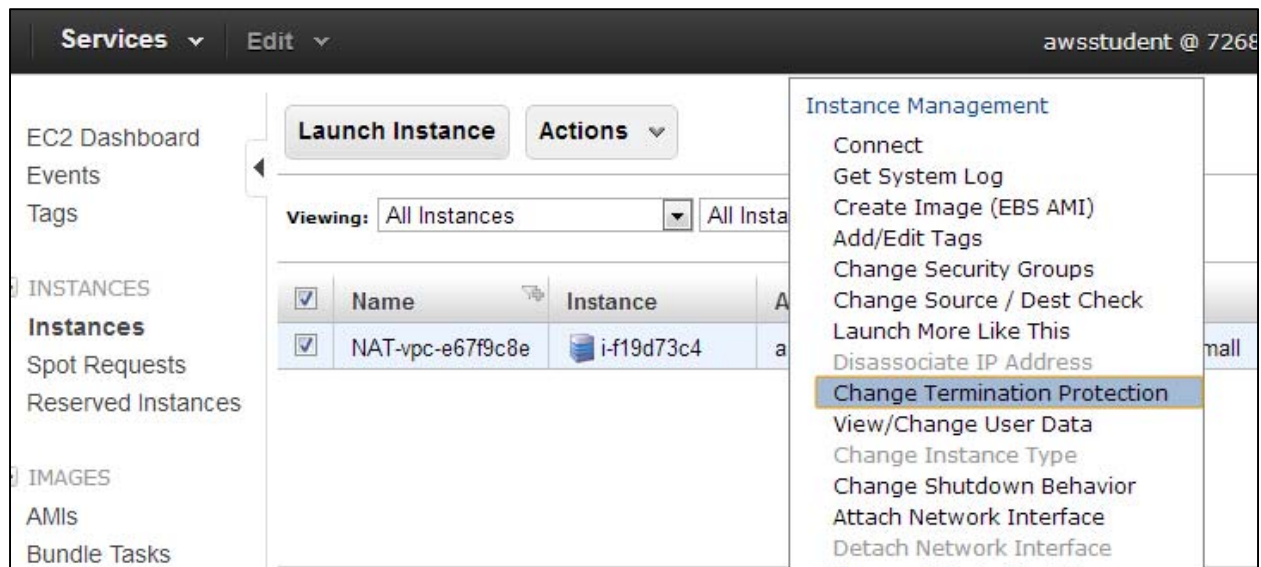 Services Edit awsstudent @ 7268
EC2 Dashboard
Events
Tags
INSTANCES
Instances
Spot Requests
Reserved Instances
IMAGES
AMIs
Bundle Tasks
Launch Instance Actions
Viewing: All Instances All Insta
Name Instance A
NAT-vpc-e67f9c8e i-f19d73c4 a mall
Instance Management
Connect
Get System Log
Create Image (EBS AMI)
Add/Edit Tags
Change Security Groups
Change Source / Dest Check
Launch More Like This
Disassociate IP Address
Change Termination Protection
View/Change User Data
Change Instance Type
Change Shutdown Behavior
Attach Network Interface
Detach Network Interface